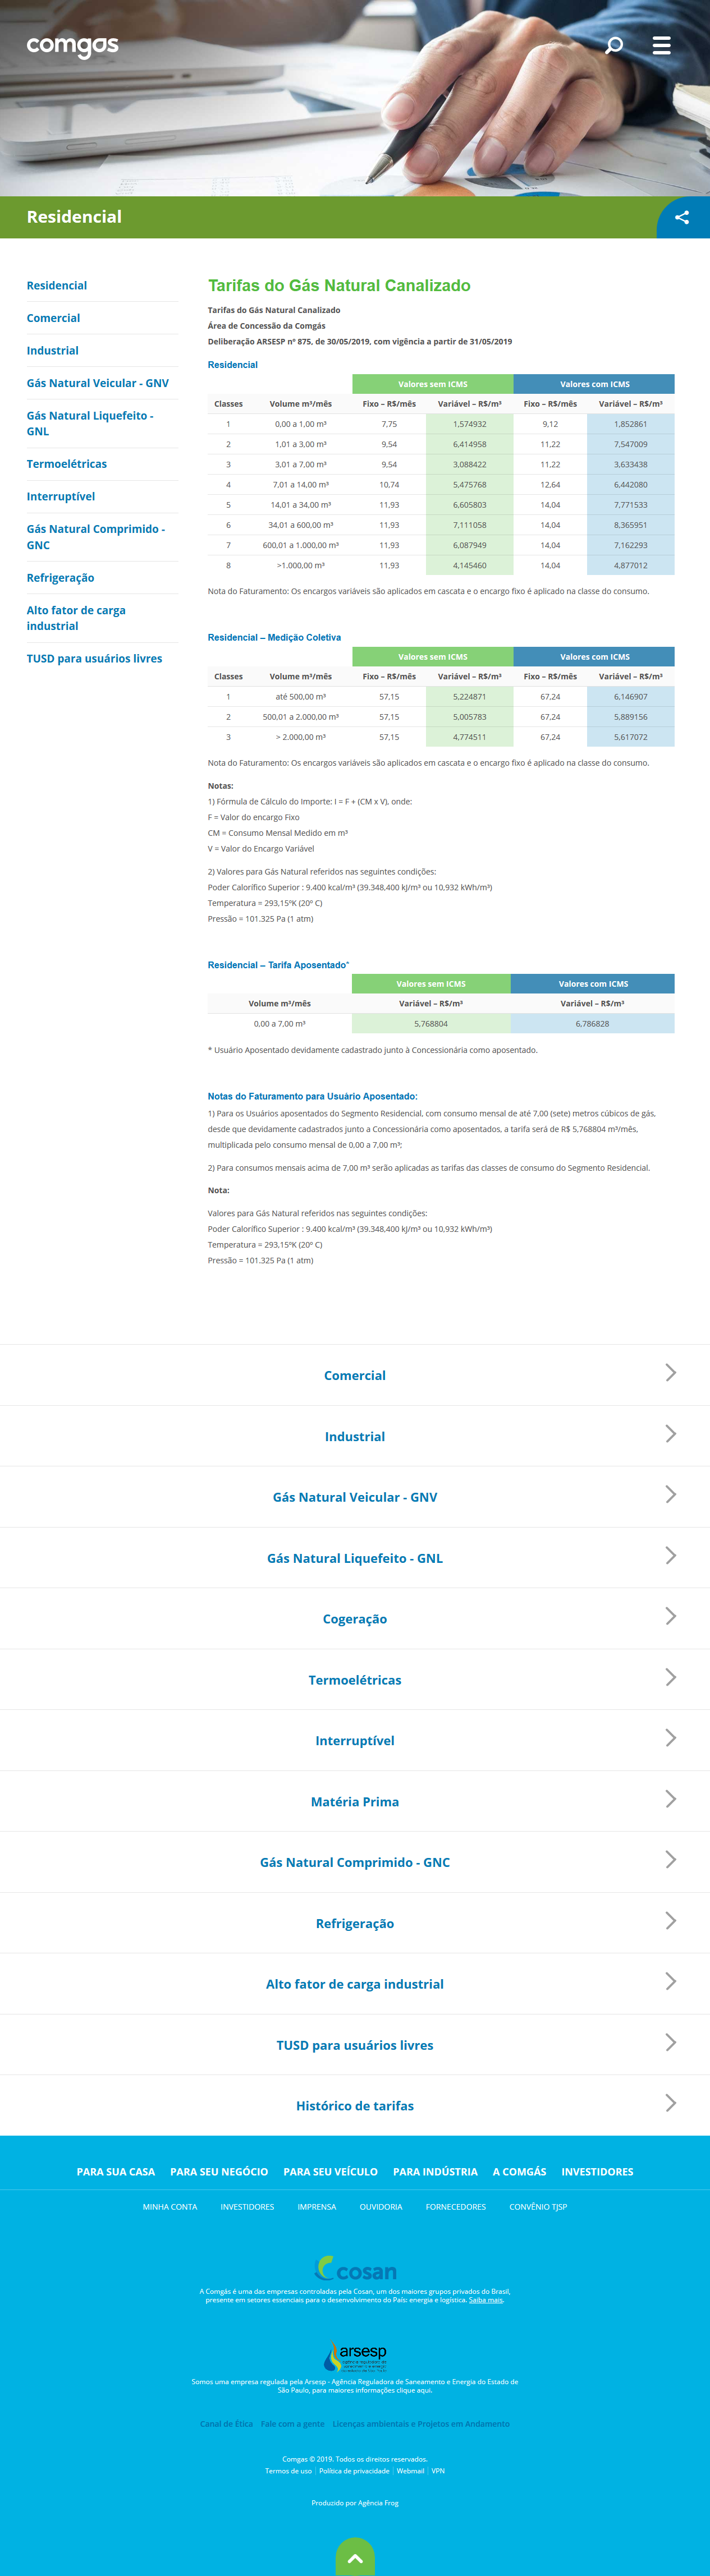 comgas
Residencial
Residencial
Comercial
Industrial
Gás Natural Veicular - GNV
Gás Natural Liquefeito -
GNL
Termoelétricas
Interruptível
Gás Natural Comprimido -
GNC
Refrigeração
Alto fator de carga
industrial
TUSD para usuários livres
Tarifas do Gás Natural Canalizado
Tarifas do Gás Natural Canalizado
Área de Concessão da Comgás
Deliberação ARSESP nº 875, de 30/05/2019, com vigência a partir de 31/05/2019
Residencial
Valores sem ICMS Valores com ICMS
Classes Volume m³/mês Fixo – R$/mês Variável – R$/m³ Fixo – R$/mês Variável – R$/m³
1 0,00 a 1,00 m³ 7,75 1,574932 9,12 1,852861
2 1,01 a 3,00 m³ 9,54 6,414958 11,22 7,547009
3 3,01 a 7,00 m³ 9,54 3,088422 11,22 3,633438
4 7,01 a 14,00 m³ 10,74 5,475768 12,64 6,442080
5 14,01 a 34,00 m³ 11,93 6,605803 14,04 7,771533
6 34,01 a 600,00 m³ 11,93 7,111058 14,04 8,365951
7 600,01 a 1.000,00 m³ 11,93 6,087949 14,04 7,162293
8 >1.000,00 m³ 11,93 4,145460 14,04 4,877012
Nota do Faturamento: Os encargos variáveis são aplicados em cascata e o encargo fixo é aplicado na classe do consumo.
Residencial – Medição Coletiva
Valores sem ICMS Valores com ICMS
Classes Volume m³/mês Fixo – R$/mês Variável – R$/m³ Fixo – R$/mês Variável – R$/m³
1 até 500,00 m³ 57,15 5,224871 67,24 6,146907
2 500,01 a 2.000,00 m³ 57,15 5,005783 67,24 5,889156
3 > 2.000,00 m³ 57,15 4,774511 67,24 5,617072
Nota do Faturamento: Os encargos variáveis são aplicados em cascata e o encargo fixo é aplicado na classe do consumo.
Notas:
1) Fórmula de Cálculo do Importe: I = F + (CM x V), onde:
F = Valor do encargo Fixo
CM = Consumo Mensal Medido em m³
V = Valor do Encargo Variável
2) Valores para Gás Natural referidos nas seguintes condições:
Poder Calorífico Superior : 9.400 kcal/m³ (39.348,400 kJ/m³ ou 10,932 kWh/m³)
Temperatura = 293,15ºK (20º C)
Pressão = 101.325 Pa (1 atm)
Residencial – Tarifa Aposentado*
Valores sem ICMS Valores com ICMS
Volume m³/mês Variável – R$/m³ Variável – R$/m³
0,00 a 7,00 m³ 5,768804 6,786828
* Usuário Aposentado devidamente cadastrado junto à Concessionária como aposentado.
Notas do Faturamento para Usuário Aposentado:
1) Para os Usuários aposentados do Segmento Residencial, com consumo mensal de até 7,00 (sete) metros cúbicos de gás,
desde que devidamente cadastrados junto a Concessionária como aposentados, a tarifa será de R$ 5,768804 m³/mês,
multiplicada pelo consumo mensal de 0,00 a 7,00 m³;
2) Para consumos mensais acima de 7,00 m³ serão aplicadas as tarifas das classes de consumo do Segmento Residencial.
Nota:
Valores para Gás Natural referidos nas seguintes condições:
Poder Calorífico Superior : 9.400 kcal/m³ (39.348,400 kJ/m³ ou 10,932 kWh/m³)
Temperatura = 293,15ºK (20º C)
Pressão = 101.325 Pa (1 atm)
Comercial
Industrial
Gás Natural Veicular - GNV
Gás Natural Liquefeito - GNL
Cogeração
Termoelétricas
Interruptível
Matéria Prima
Gás Natural Comprimido - GNC
Refrigeração
Alto fator de carga industrial
TUSD para usuários livres
Histórico de tarifas
PARA SUA CASA PARA SEU NEGÓCIO PARA SEU VEÍCULO PARA INDÚSTRIA A COMGÁS INVESTIDORES
MINHA CONTA INVESTIDORES IMPRENSA OUVIDORIA FORNECEDORES CONVÊNIO TJSP
cosan
A Comgás é uma das empresas controladas pela Cosan, um dos maiores grupos privados do Brasil,
presente em setores essenciais para o desenvolvimento do País: energia e logística. Saiba mais.
arsesp
Somos uma empresa regulada pela Arsesp - Agência Reguladora de Saneamento e Energia do Estado de
São Paulo, para maiores informações clique aqui.
Canal de Ética Fale com a gente Licenças ambientais e Projetos em Andamento
Comgas © 2019. Todos os direitos reservados.
Termos de uso | Política de privacidade | Webmail | VPN
Produzido por Agência Frog